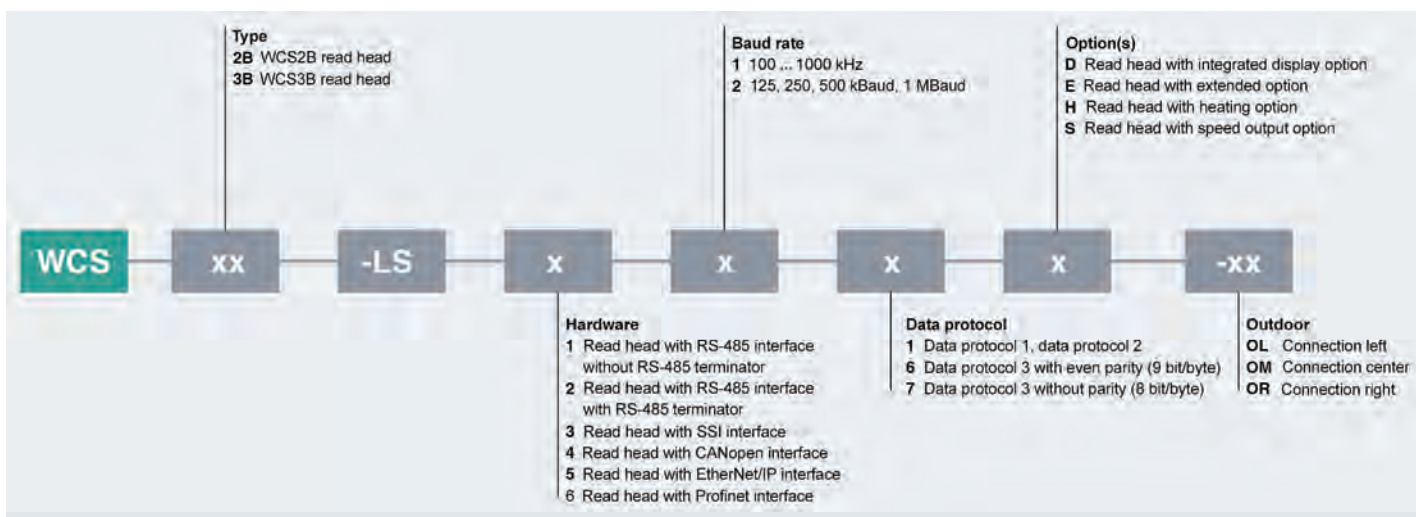 Type
2B WCS2B read head
3B WCS3B read head
Baud rate
1 100 ... 1000 kHz
2 125, 250, 500 kBaud, 1 MBaud
Option(s)
D Read head with integrated display option
E Read head with extended option
H Read head with heating option
S Read head with speed output option
WCS xx -LS x x x x -xx
Hardware
1 Read head with RS-485 interface
without RS-485 terminator
2 Read head with RS-485 interface
with RS-485 terminator
3 Read head with SSI interface
4 Read head with CANopen interface
5 Read head with EtherNet/IP interface
6 Read head with Profinet interface
Data protocol
1 Data protocol 1, data protocol 2
6 Data protocol 3 with even parity (9 bit/byte)
7 Data protocol 3 without parity (8 bit/byte)
Outdoor
OL Connection left
OM Connection center
OR Connection right